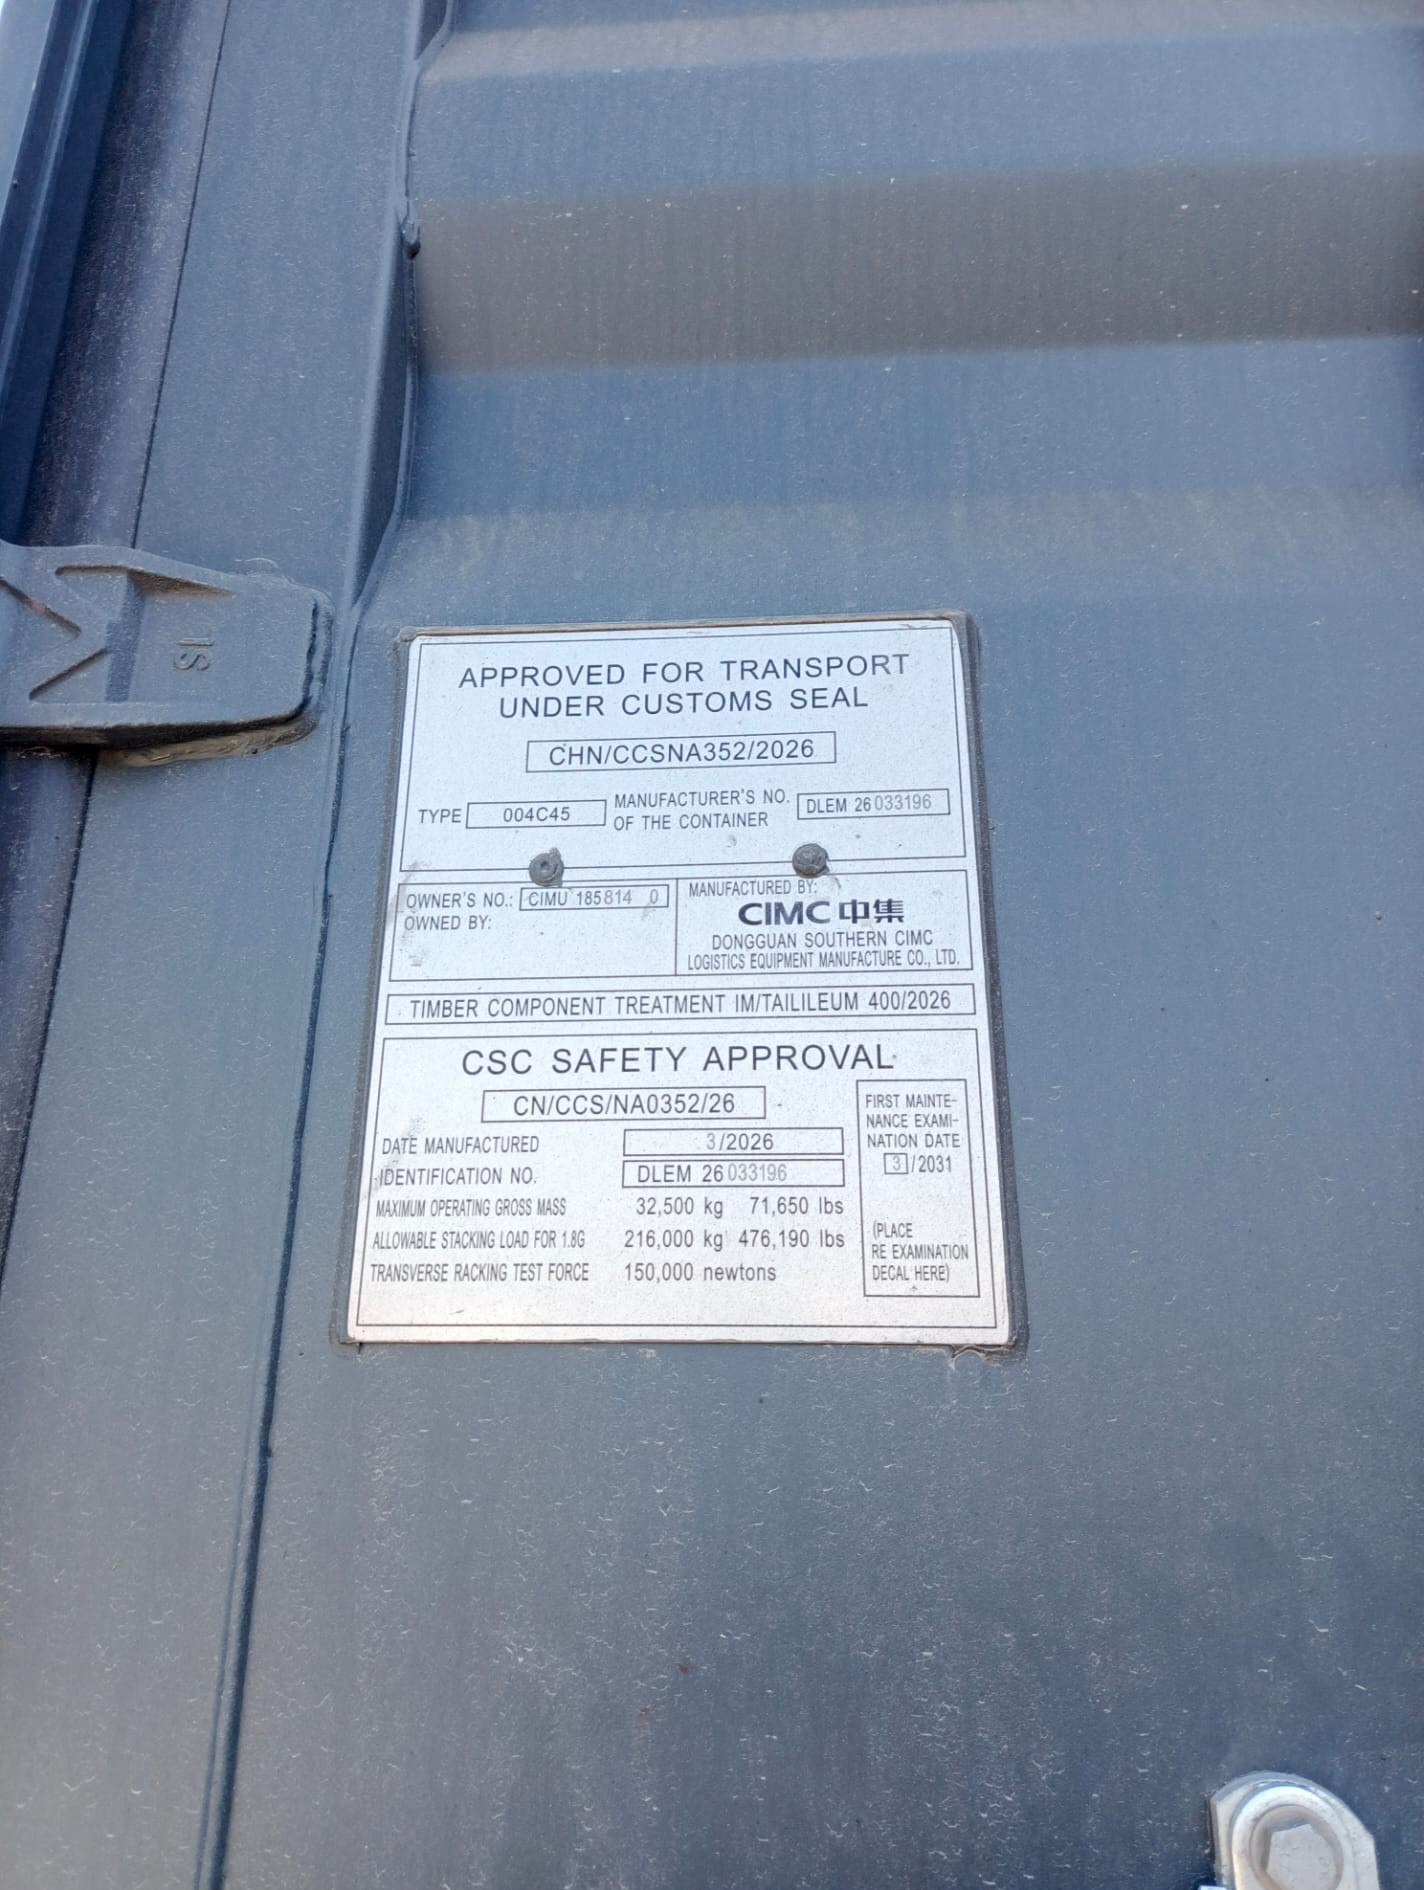 SI
APPROVED FOR TRANSPORT
UNDER CUSTOMS SEAL
CHN/CCSNA352/2026
TYPE 004C45 MANUFACTURER'S NO. OF THE CONTAINER DLEM 26033196
OWNER'S NO.: CIMU 185814 0
OWNED BY:
MANUFACTURED BY:
CIMC 中集
DONGGUAN SOUTHERN CIMC
LOGISTICS EQUIPMENT MANUFACTURE CO., LTD.
TIMBER COMPONENT TREATMENT IM/TAILILEUM 400/2026
CSC SAFETY APPROVAL
CN/CCS/NA0352/26
DATE MANUFACTURED 3/2026
IDENTIFICATION NO. DLEM 26033196
MAXIMUM OPERATING GROSS MASS 32,500 kg 71,650 lbs
ALLOWABLE STACKING LOAD FOR 1.8G 216,000 kg 476,190 lbs
TRANSVERSE RACKING TEST FORCE 150,000 newtons
FIRST MAINTE-
NANCE EXAMI-
NATION DATE
3/2031
(PLACE
RE EXAMINATION
DECAL HERE)